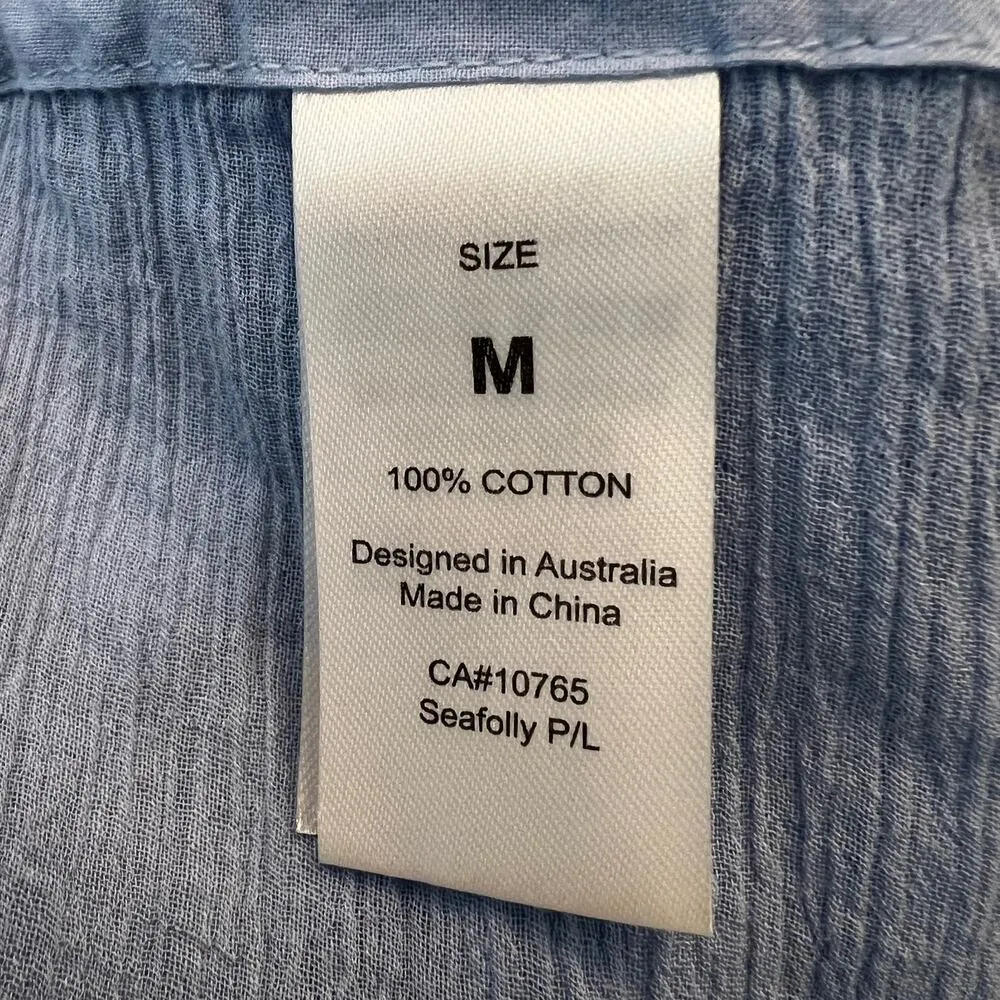 SIZE
M
100% COTTON
Designed in Australia
Made in China
CA#10765
Seafolly P/L